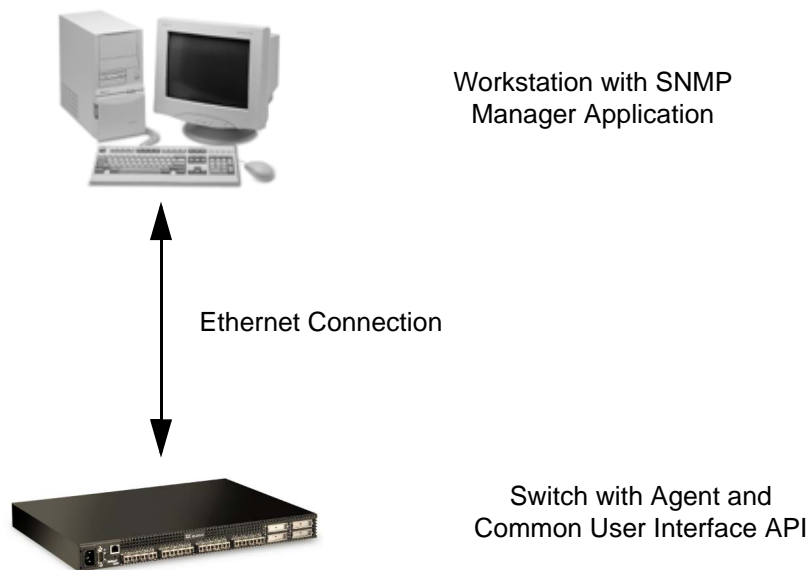 Workstation with SNMP
Manager Application
Ethernet Connection
Switch with Agent and
Common User Interface API